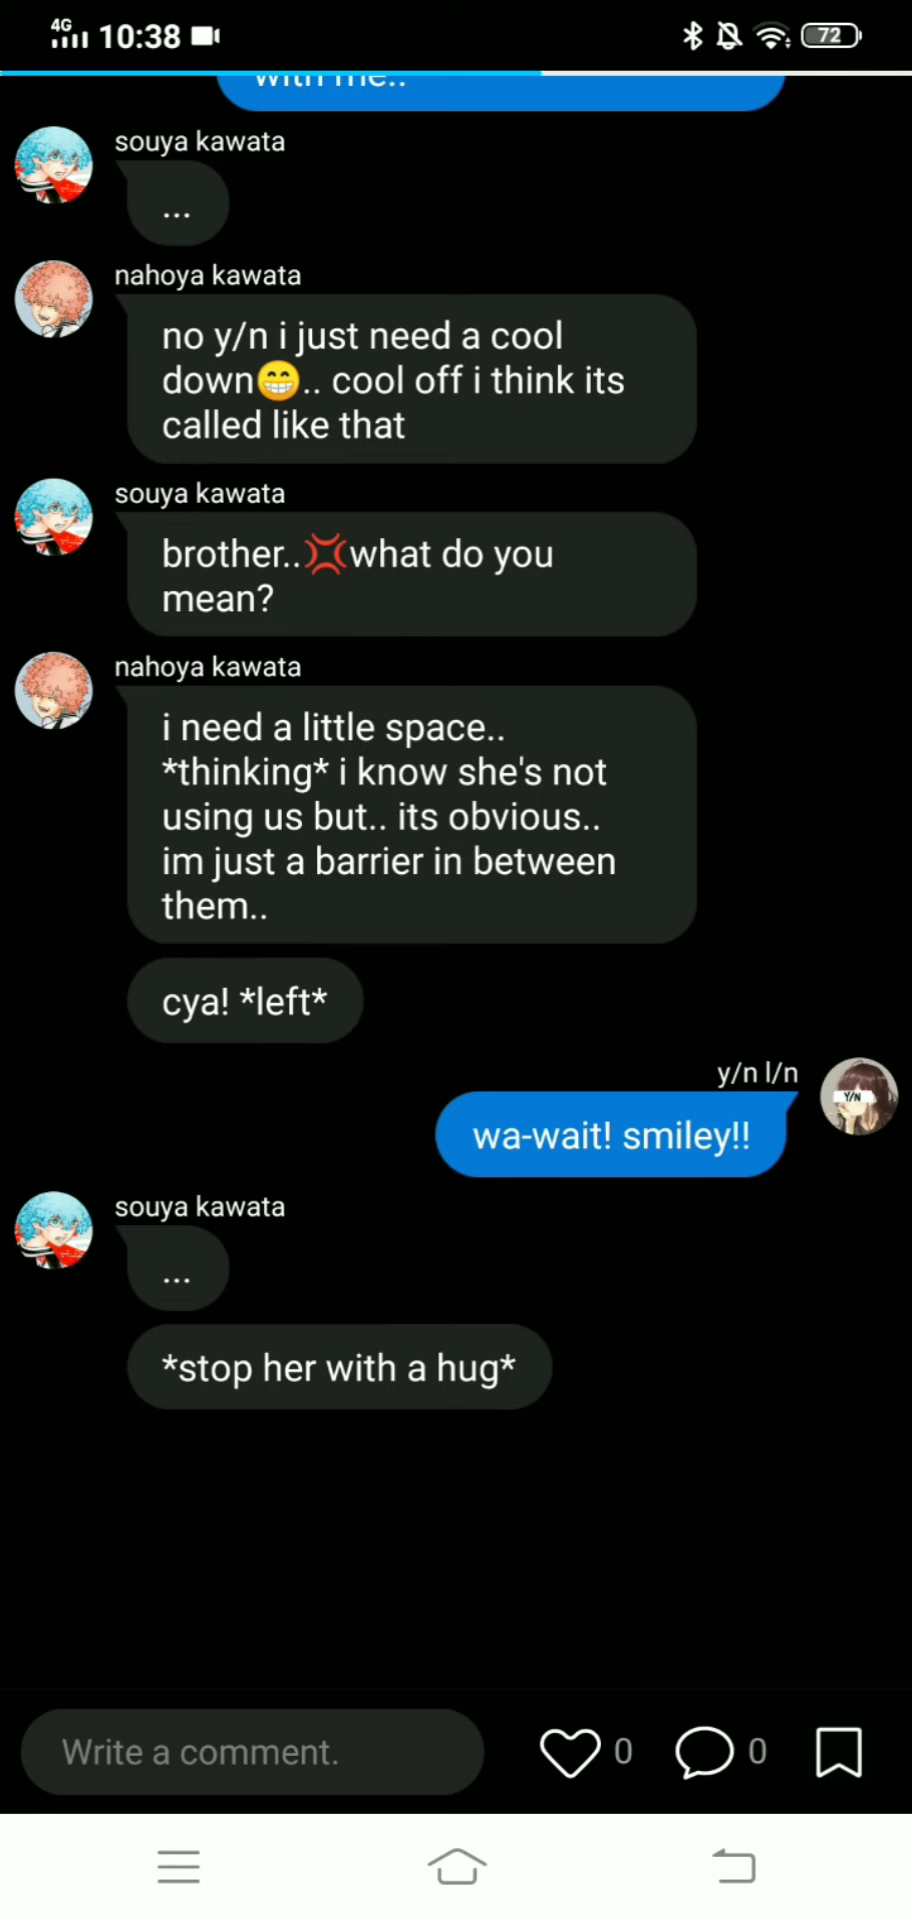 4G 10:38 72
with me..
souya kawata
...
nahoya kawata
no y/n i just need a cool
down😁.. cool off i think its
called like that
souya kawata
brother..💢what do you
mean?
nahoya kawata
i need a little space..
*thinking* i know she's not
using us but.. its obvious..
im just a barrier in between
them..
cya! *left*
y/n l/n
Y/N
wa-wait! smiley!!
souya kawata
...
*stop her with a hug*
Write a comment.
0
0